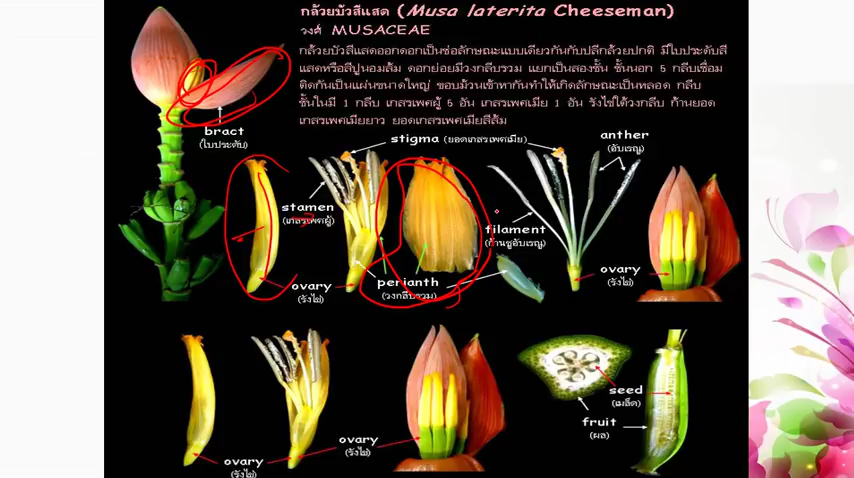 กล้วยบัวสีแสด (Musa laterita Cheeseman)
วงศ์ MUSACEAE
กล้วยบัวสีแสดออกดอกเป็นช่อลักษณะแบบเดียวกันกับปลีกล้วยปกติ มีใบประดับสี
แสดหรือสีปูนอมส้ม ดอกย่อยมีวงกลีบรวม แยกเป็นสองชั้น ชั้นนอก 5 กลีบเชื่อม
ติดกันเป็นแผ่นขนาดใหญ่ ขอบม้วนเข้าหากันทำให้เกิดลักษณะเป็นหลอด กลีบ
ชั้นในมี 1 กลีบ เกสรเพศผู้ 5 อัน เกสรเพศเมีย 1 อัน รังไข่ใต้วงกลีบ ก้านยอด
เกสรเพศเมียยาว ยอดเกสรเพศเมียสีส้ม
bract
(ใบประดับ)
stigma (ยอดเกสรเพศเมีย)
anther
(อับเรณู)
stamen
(เกสรเพศผู้)
filament
(ก้านชูอับเรณู)
ovary
(รังไข่)
perianth
(วงกลีบรวม)
ovary
(รังไข่)
seed
(เมล็ด)
fruit
(ผล)
ovary
(รังไข่)
ovary
(รังไข่)